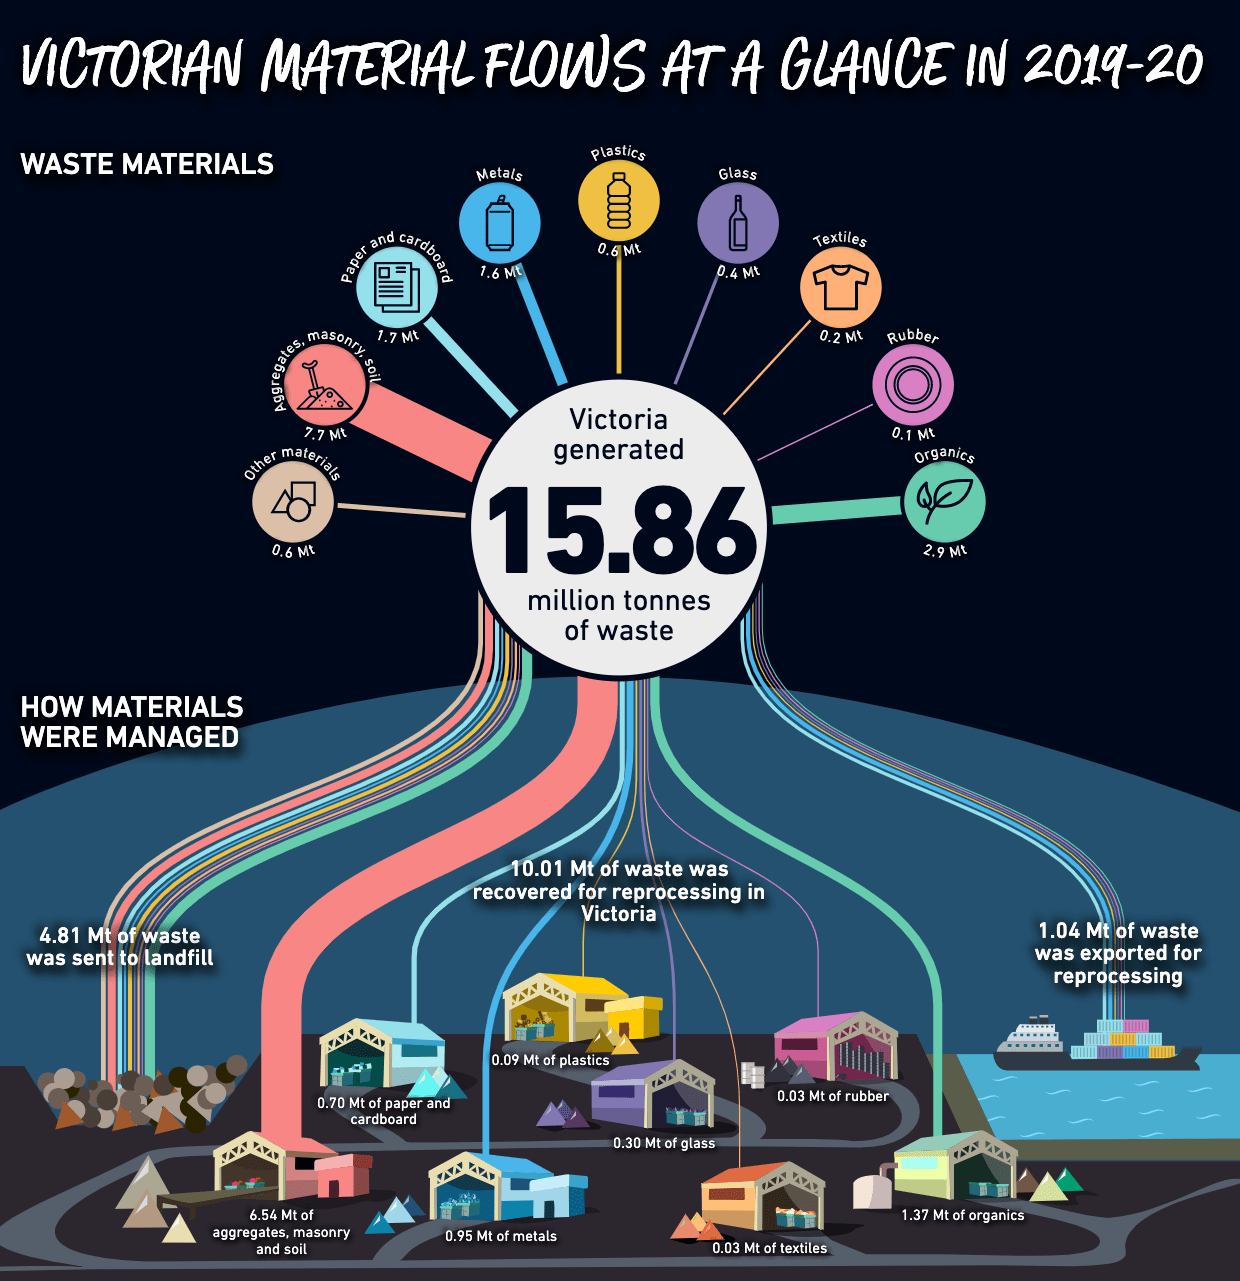 VICTORIAN MATERIAL FLOWS AT A GLANCE IN 2019-20
WASTE MATERIALS
Plastics
0.6 Mt
Metals
1.6 Mt
Glass
0.4 Mt
Paper and cardboard
1.7 Mt
Textiles
0.2 Mt
Aggregates, masonry, soil
7.7 Mt
Rubber
0.1 Mt
Other materials
0.6 Mt
Organics
2.9 Mt
Victoria
generated
15.86
million tonnes
of waste
HOW MATERIALS
WERE MANAGED
4.81 Mt of waste
was sent to landfill
10.01 Mt of waste was
recovered for reprocessing in
Victoria
1.04 Mt of waste
was exported for
reprocessing
0.09 Mt of plastics
0.70 Mt of paper and
cardboard
0.03 Mt of rubber
0.30 Mt of glass
6.54 Mt of
aggregates, masonry
and soil
0.95 Mt of metals
0.03 Mt of textiles
1.37 Mt of organics